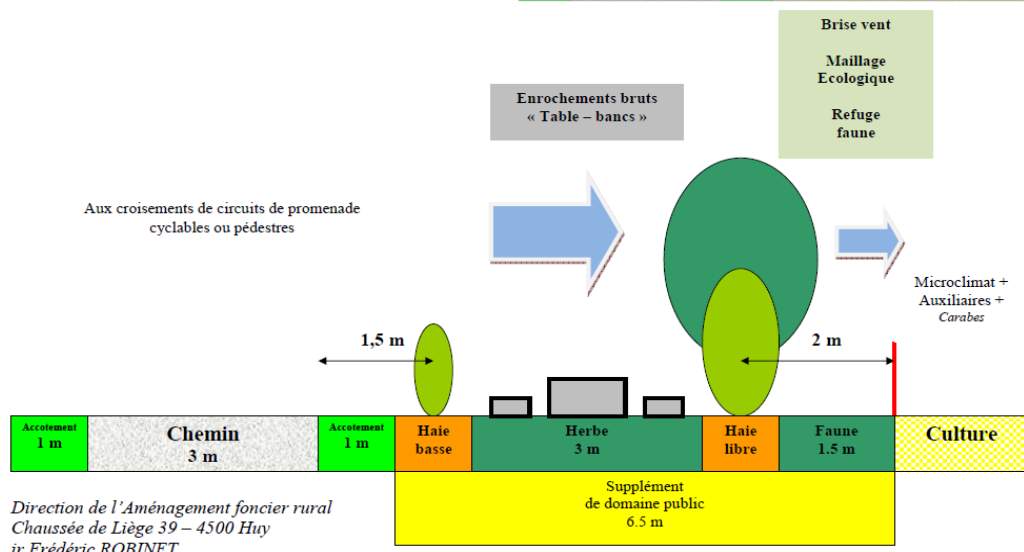 Brise vent
Maillage
Ecologique
Refuge
faune
Enrochements bruts
« Table – bancs »
Aux croisements de circuits de promenade
cyclables ou pédestres
Microclimat +
Auxiliaires +
Carabes
1,5 m
2 m
Accotement
1 m
Chemin
3 m
Accotement
1 m
Haie
basse
Herbe
3 m
Haie
libre
Faune
1.5 m
Culture
Supplément
de domaine public
6.5 m
Direction de l'Aménagement foncier rural
Chaussée de Liège 39 – 4500 Huy
ir Frédéric ROBINET